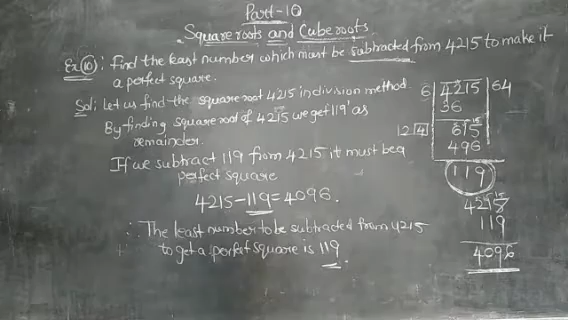 Part-10
Square roots and Cube roots
Ex(10): Find the least number which must be subtracted from 4215 to make it
a perfect square.
Sol: Let us find the square root 4215 in division method.
By finding square root of 4215 we get '119' as
remainder.
If we subtract 119 from 4215 it must be a
perfect square
4215-119=4096.
∴ The least number to be subtracted from 4215
to get a perfect square is 119
6 4215 64
36
124 615
496
119
4215
119
4096